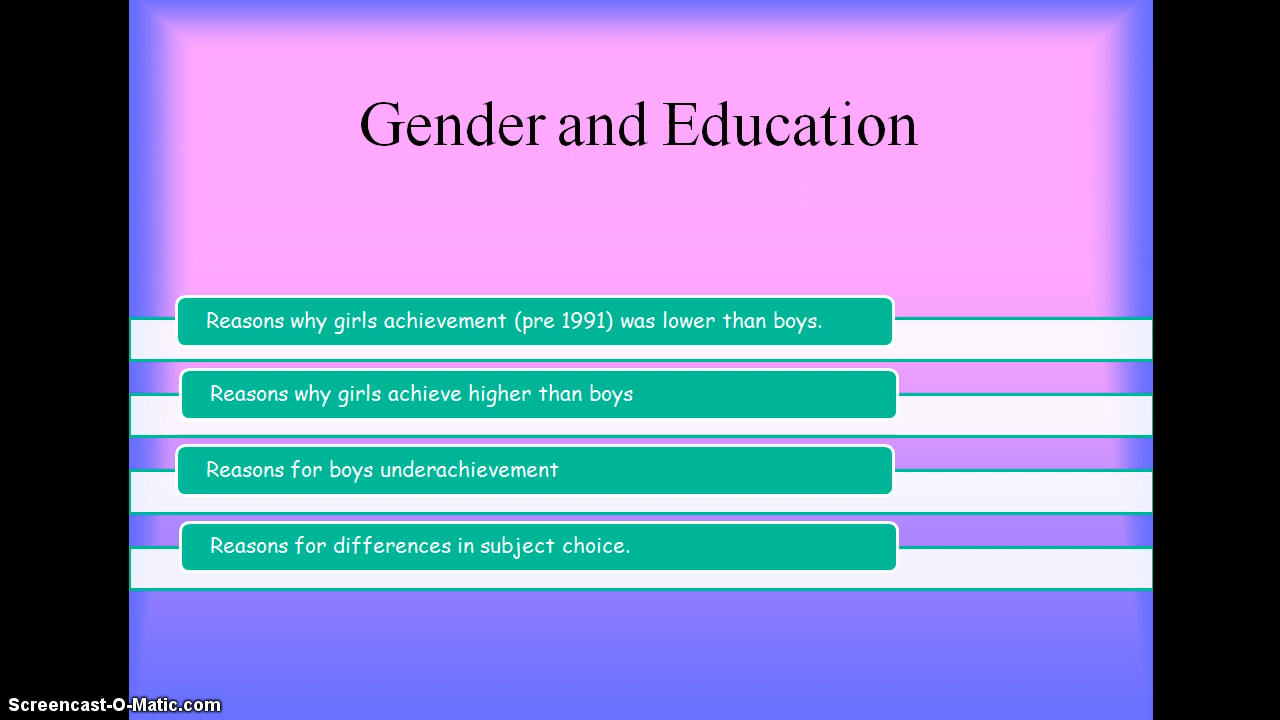 Gender and Education
Reasons why girls achievement (pre 1991) was lower than boys.
Reasons why girls achieve higher than boys
Reasons for boys underachievement
Reasons for differences in subject choice.
Screencast-O-Matic.com